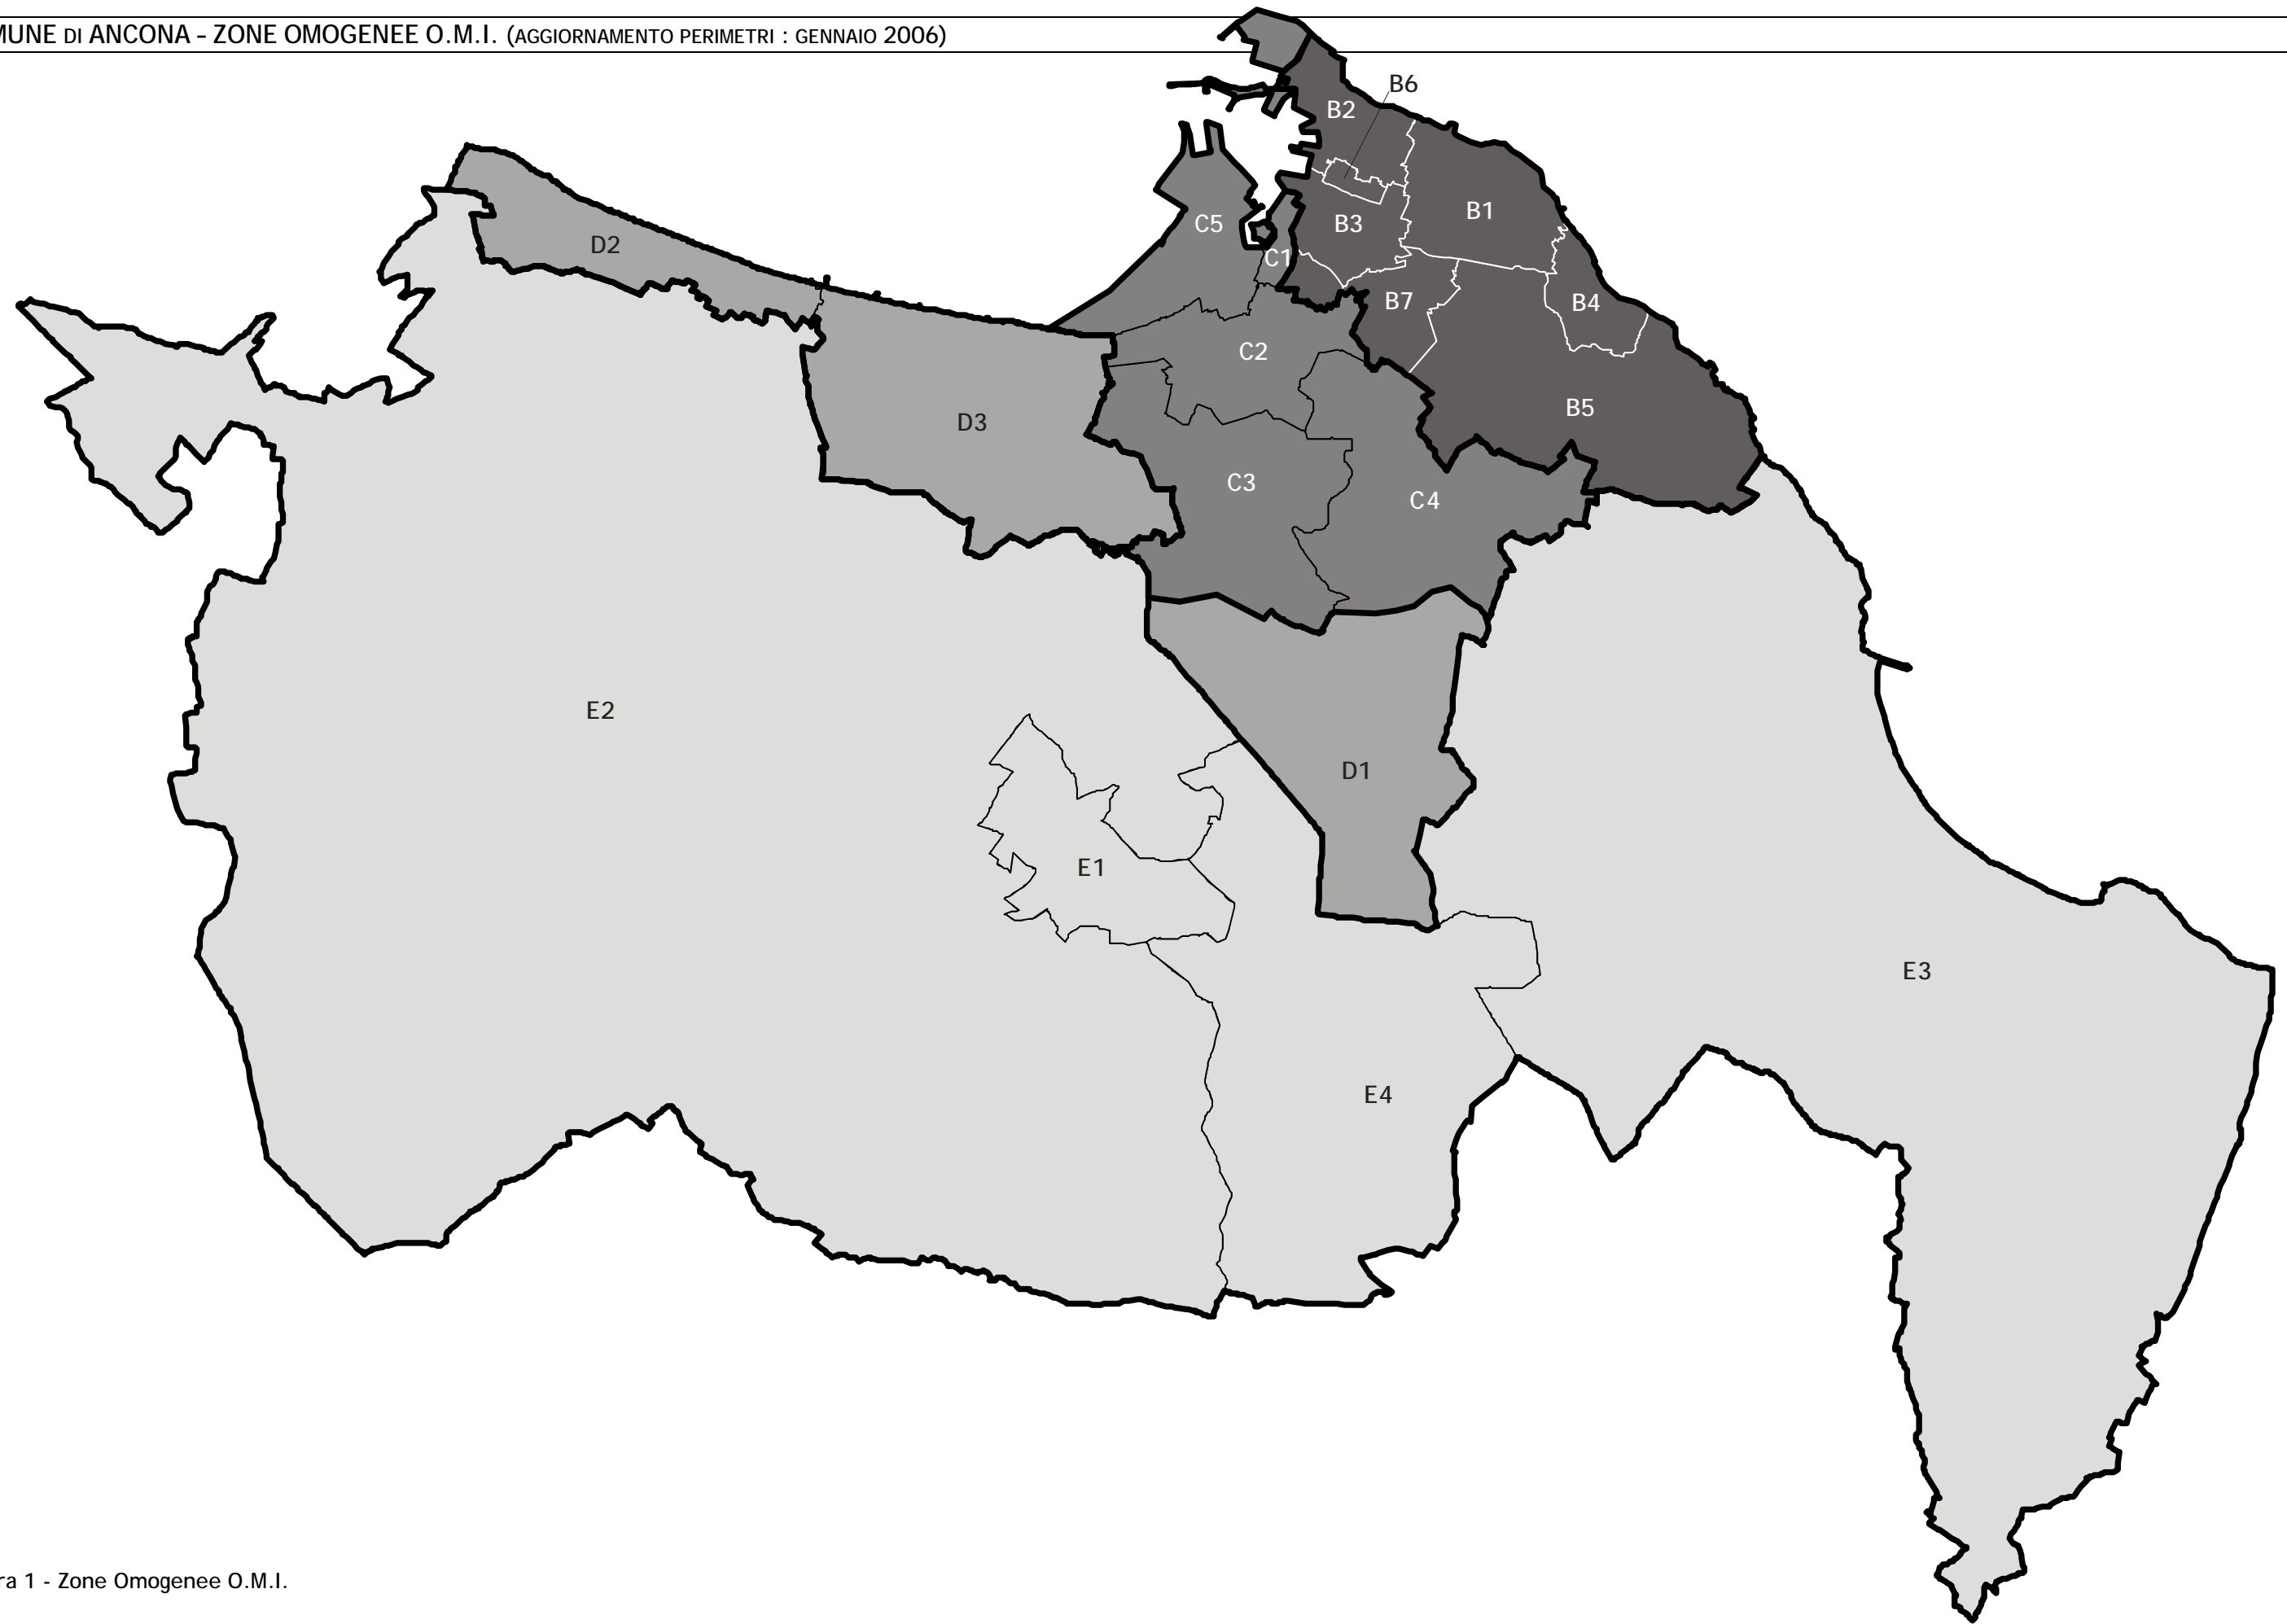 MUNE DI ANCONA - ZONE OMOGENEE O.M.I. (AGGIORNAMENTO PERIMETRI : GENNAIO 2006)
B6
B2
B1
B3
C5
D2
C1
B7
B4
C2
B5
D3
C3
C4
E2
D1
E1
E3
E4
ra 1 - Zone Omogenee O.M.I.